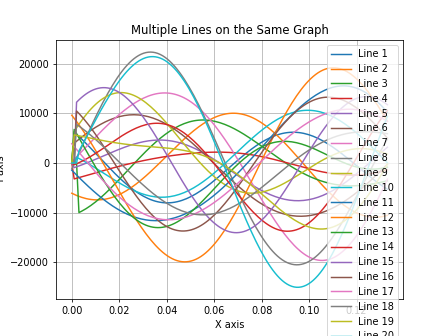 Multiple Lines on the Same Graph
20000
10000
0
−10000
−20000
0.00
0.02
0.04
0.06
0.08
0.10
X axis
Line 1
Line 2
Line 3
Line 4
Line 5
Line 6
Line 7
Line 8
Line 9
Line 10
Line 11
Line 12
Line 13
Line 14
Line 15
Line 16
Line 17
Line 18
Line 19
Line 20